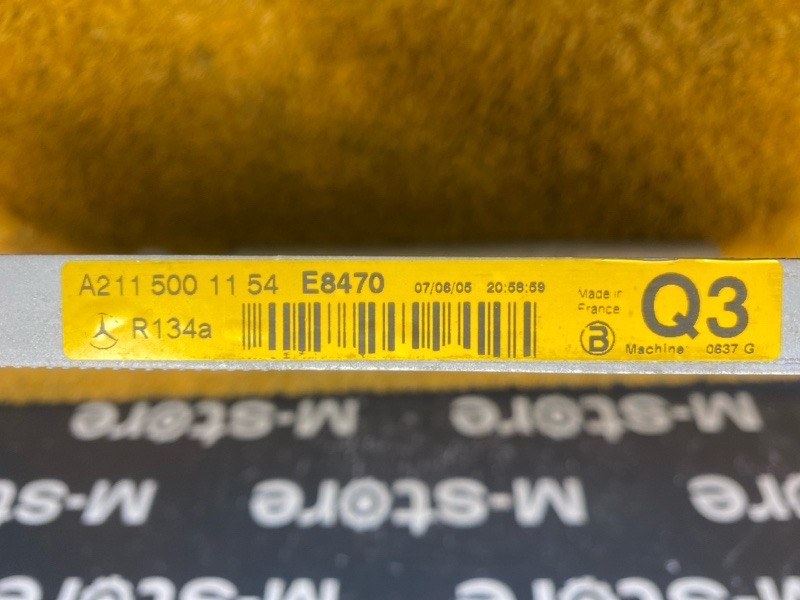 A211 500 11 54 E8470 07/06/05 20:58:59
R134a
Made in
France
B
Q3
Machine: 0637 G
M-store M-store
M-store M-store
M-store